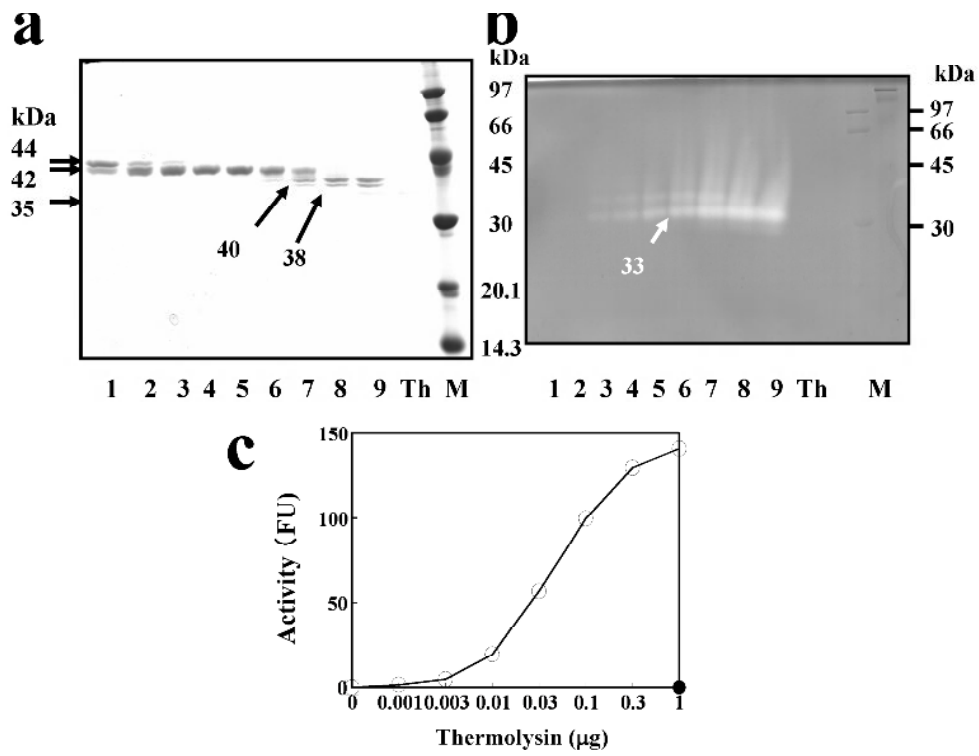 a
kDa
44
42
35
40
38
1 2 3 4 5 6 7 8 9 Th M
b
kDa
97
66
45
30
20.1
14.3
33
kDa
97
66
45
30
1 2 3 4 5 6 7 8 9 Th M
c
Activity (FU)
150
100
50
0
0 0.001 0.003 0.01 0.03 0.1 0.3 1
Thermolysin (μg)